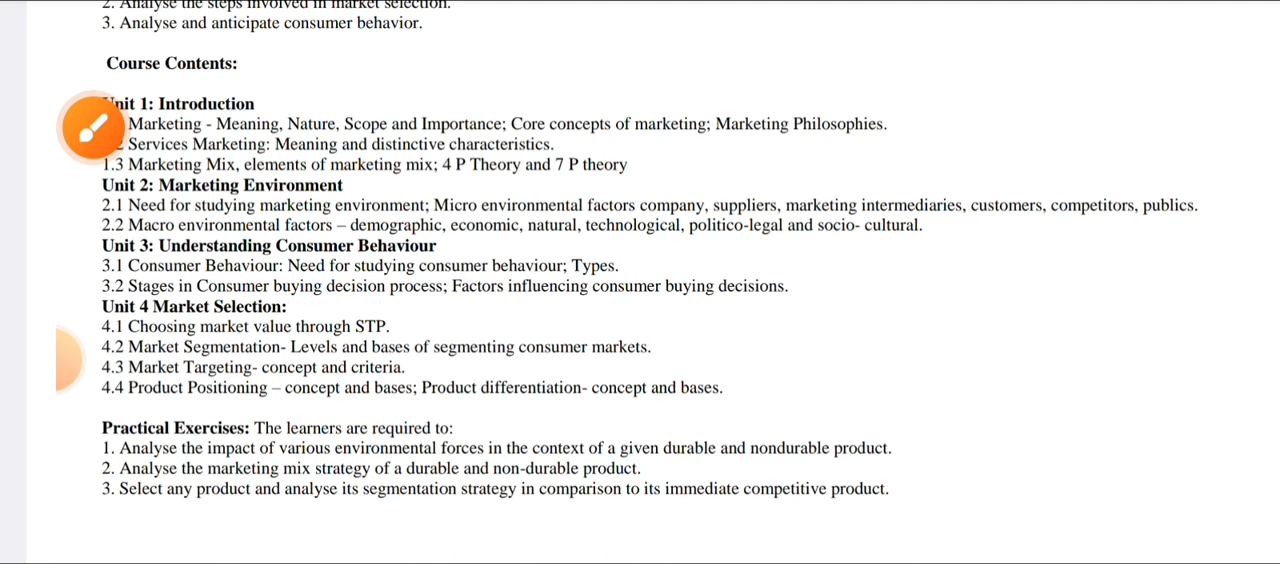 2. Analyse the steps involved in market selection.
3. Analyse and anticipate consumer behavior.
Course Contents:
Unit 1: Introduction
Marketing - Meaning, Nature, Scope and Importance; Core concepts of marketing; Marketing Philosophies.
2 Services Marketing: Meaning and distinctive characteristics.
1.3 Marketing Mix, elements of marketing mix; 4 P Theory and 7 P theory
Unit 2: Marketing Environment
2.1 Need for studying marketing environment; Micro environmental factors company, suppliers, marketing intermediaries, customers, competitors, publics.
2.2 Macro environmental factors – demographic, economic, natural, technological, politico-legal and socio- cultural.
Unit 3: Understanding Consumer Behaviour
3.1 Consumer Behaviour: Need for studying consumer behaviour; Types.
3.2 Stages in Consumer buying decision process; Factors influencing consumer buying decisions.
Unit 4 Market Selection:
4.1 Choosing market value through STP.
4.2 Market Segmentation- Levels and bases of segmenting consumer markets.
4.3 Market Targeting- concept and criteria.
4.4 Product Positioning – concept and bases; Product differentiation- concept and bases.
Practical Exercises: The learners are required to:
1. Analyse the impact of various environmental forces in the context of a given durable and nondurable product.
2. Analyse the marketing mix strategy of a durable and non-durable product.
3. Select any product and analyse its segmentation strategy in comparison to its immediate competitive product.